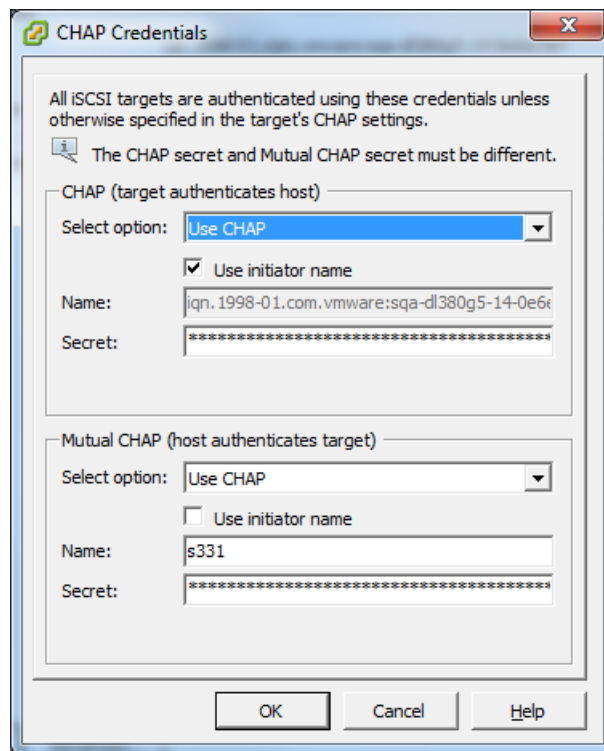 CHAP Credentials
All iSCSI targets are authenticated using these credentials unless
otherwise specified in the target's CHAP settings.
The CHAP secret and Mutual CHAP secret must be different.
CHAP (target authenticates host)
Select option: Use CHAP
Use initiator name
Name: iqn.1998-01.com.vmware:sqa-dl380g5-14-0e6e
Secret: ****************************************
Mutual CHAP (host authenticates target)
Select option: Use CHAP
Use initiator name
Name: s331
Secret: ****************************************
OK Cancel Help